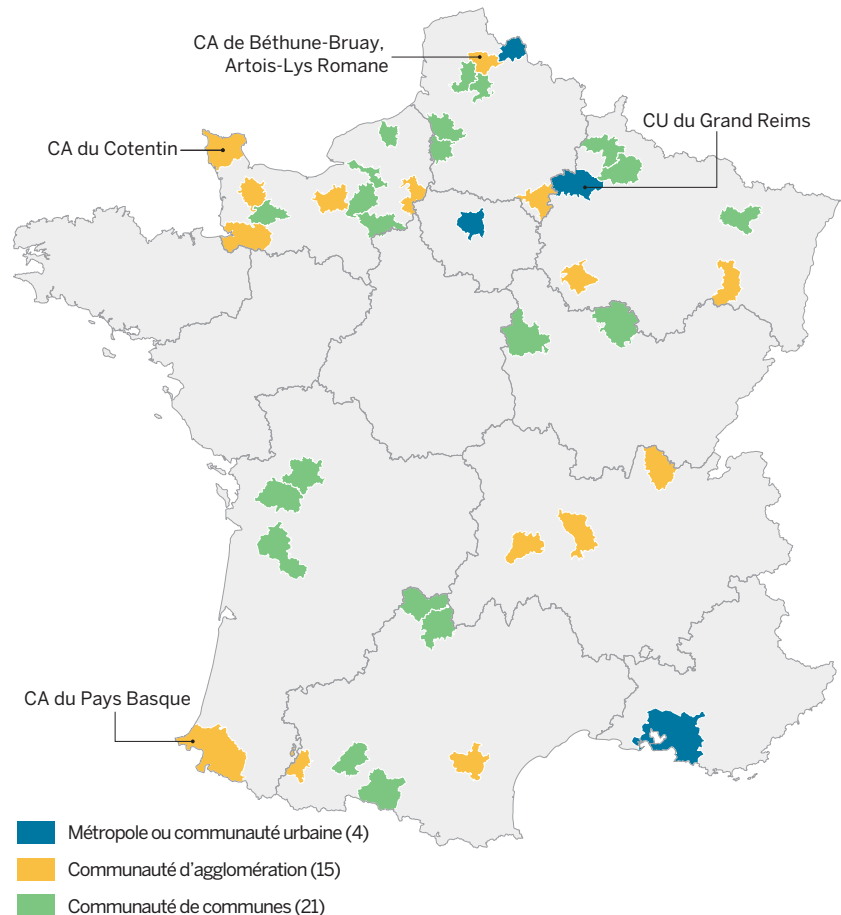 CA de Béthune-Bruay,
Artois-Lys Romane
CU du Grand Reims
CA du Cotentin
CA du Pays Basque
Métropole ou communauté urbaine (4)
Communauté d’agglomération (15)
Communauté de communes (21)